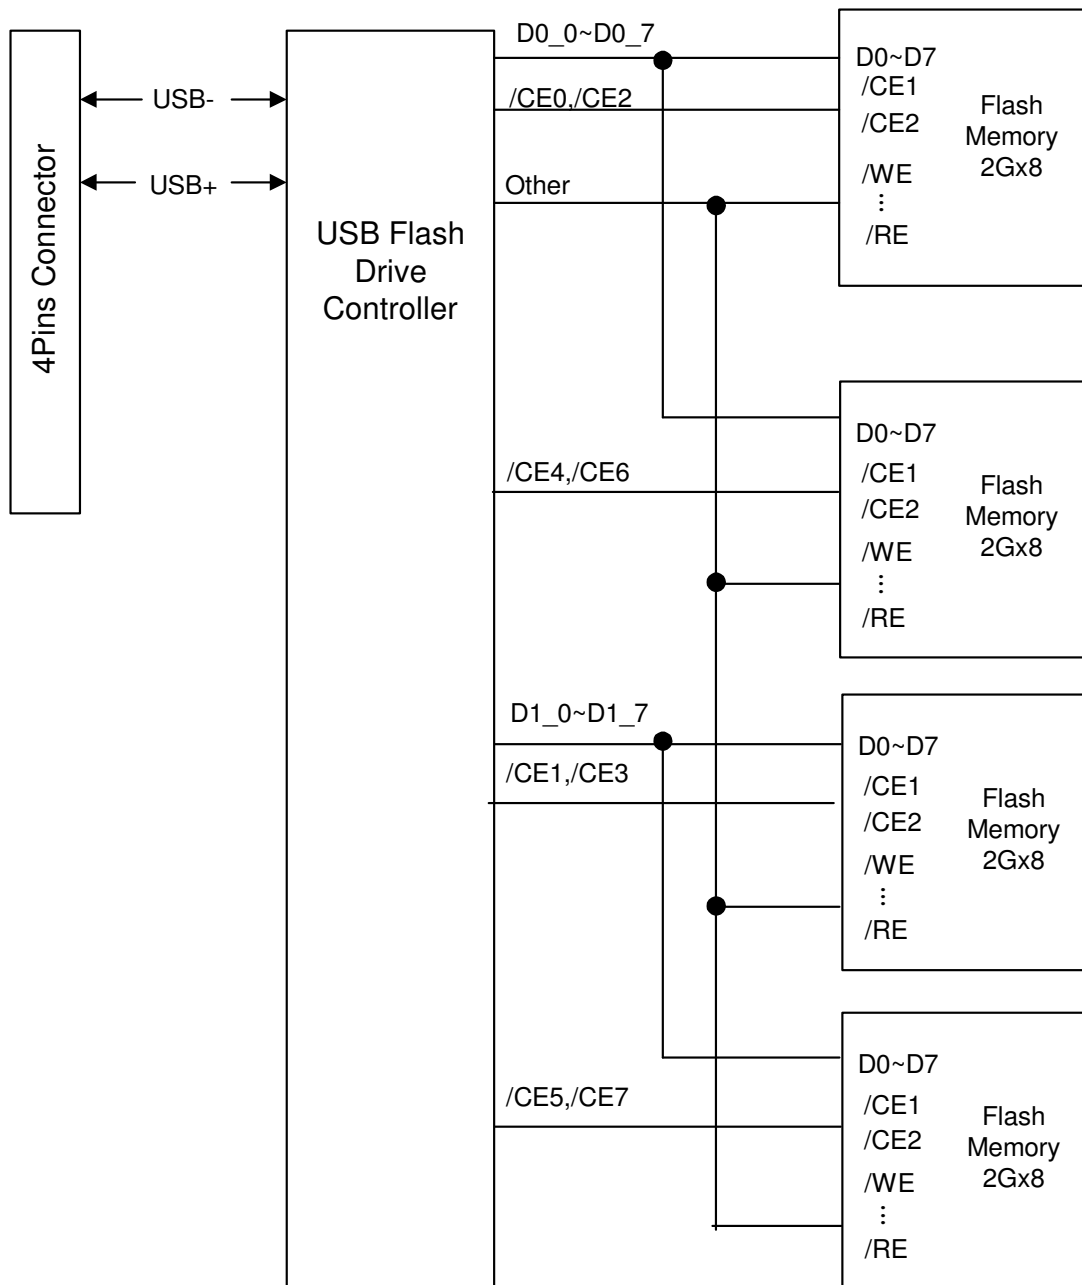 4Pins Connector
USB-
USB+
USB Flash
Drive
Controller
D0_0~D0_7
/CE0,/CE2
Other
D0~D7
/CE1
/CE2
/WE
⋮
/RE
Flash
Memory
2Gx8
/CE4,/CE6
D0~D7
/CE1
/CE2
/WE
⋮
/RE
Flash
Memory
2Gx8
D1_0~D1_7
/CE1,/CE3
D0~D7
/CE1
/CE2
/WE
⋮
/RE
Flash
Memory
2Gx8
/CE5,/CE7
D0~D7
/CE1
/CE2
/WE
⋮
/RE
Flash
Memory
2Gx8